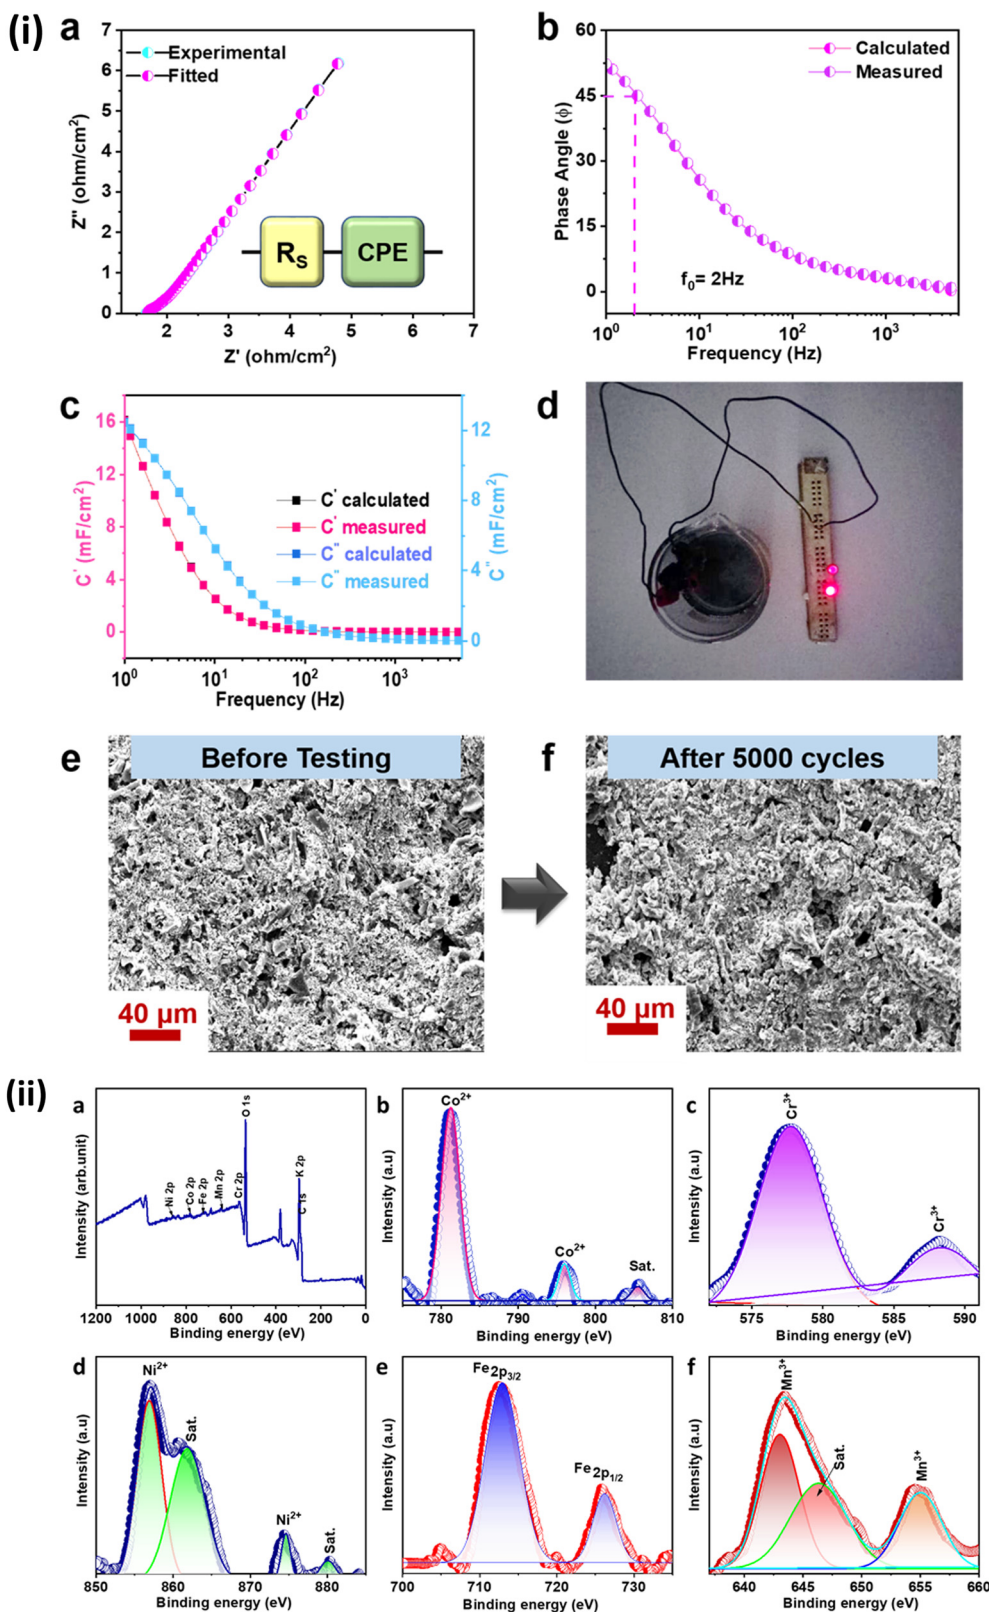 (i)
a
7
6
5
4
3
2
1
0
Z'' (ohm/cm²)
Experimental
Fitted
R_S
CPE
2 3 4 5 6 7
Z' (ohm/cm²)
b
60
45
30
15
0
Phase Angle (ϕ)
Calculated
Measured
f₀= 2Hz
10⁰ 10¹ 10² 10³
Frequency (Hz)
c
16
12
8
4
0
C' (mF/cm²)
C' calculated
C' measured
C'' calculated
C'' measured
12
8
4
0
C'' (mF/cm²)
10⁰ 10¹ 10² 10³
Frequency (Hz)
d
e
Before Testing
40 µm
f
After 5000 cycles
40 µm
(ii)
a
Intensity (arb.unit)
Ni 2p
Co 2p
Fe 2p
Mn 2p
Cr 2p
O 1s
K 2p
C 1s
1200 1000 800 600 400 200 0
Binding energy (eV)
b
Intensity (a.u)
Co²⁺
Co²⁺
Sat.
780 790 800 810
Binding energy (eV)
c
Intensity (a.u)
Cr³⁺
Cr³⁺
575 580 585 590
Binding energy (eV)
d
Intensity (a.u)
Ni²⁺
Sat.
Ni²⁺
Sat.
850 860 870 880
Binding energy (eV)
e
Intensity (a.u)
Fe 2p₃/₂
Fe 2p₁/₂
700 710 720 730
Binding energy (eV)
f
Intensity (a.u)
Mn³⁺
Sat.
Mn³⁺
640 645 650 655 660
Binding energy (eV)